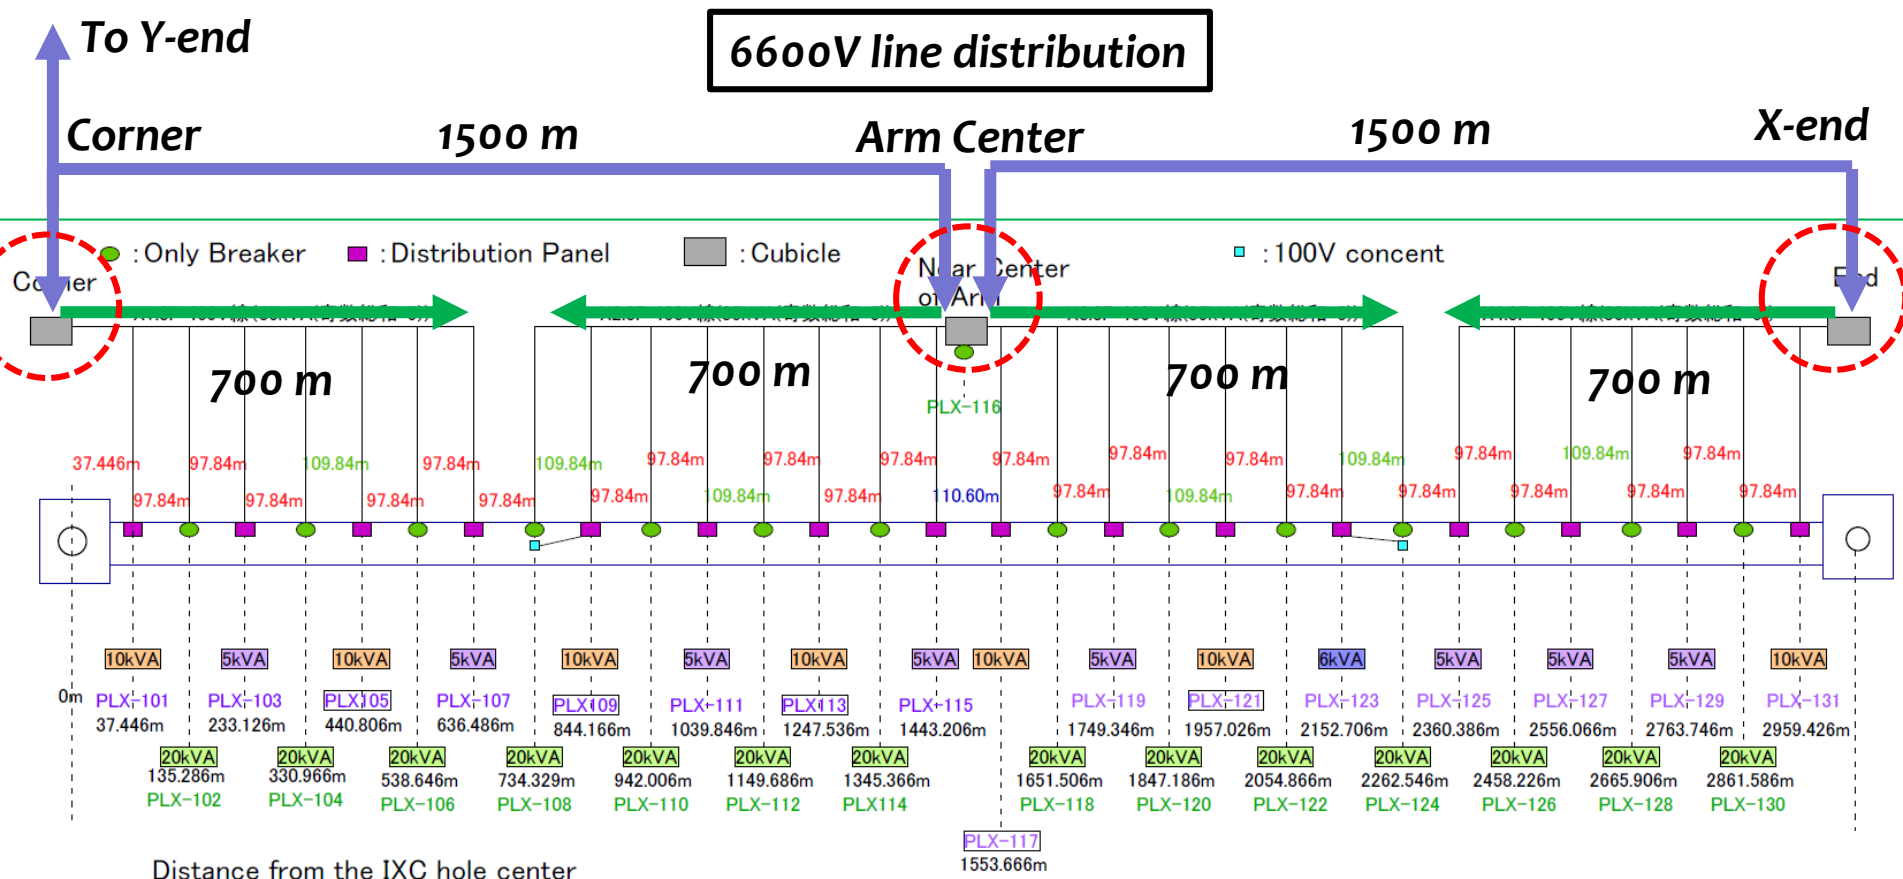 To Y-end
6600V line distribution
Corner
1500 m
Arm Center
1500 m
X-end
: Only Breaker
: Distribution Panel
: Cubicle
: 100V concent
Corner
Near Center
of Arm
End
700 m
700 m
700 m
700 m
PLX-116
37.446m
97.84m
109.84m
97.84m
109.84m
97.84m
97.84m
97.84m
97.84m
97.84m
97.84m
109.84m
97.84m
109.84m
97.84m
97.84m
97.84m
97.84m
97.84m
97.84m
109.84m
97.84m
110.60m
97.84m
109.84m
97.84m
97.84m
97.84m
97.84m
97.84m
10kVA
5kVA
10kVA
5kVA
10kVA
5kVA
10kVA
5kVA
10kVA
5kVA
10kVA
6kVA
5kVA
5kVA
5kVA
10kVA
0m
PLX-101
PLX-103
PLX105
PLX-107
PLX109
PLX-111
PLX-113
PLX-115
PLX-119
PLX-121
PLX-123
PLX-125
PLX-127
PLX-129
PLX-131
37.446m
233.126m
440.806m
636.486m
844.166m
1039.846m
1247.536m
1443.206m
1749.346m
1957.026m
2152.706m
2360.386m
2556.066m
2763.746m
2959.426m
20kVA
20kVA
20kVA
20kVA
20kVA
20kVA
20kVA
20kVA
20kVA
20kVA
20kVA
20kVA
20kVA
20kVA
135.286m
330.966m
538.646m
734.329m
942.006m
1149.686m
1345.366m
1651.506m
1847.186m
2054.866m
2262.546m
2458.226m
2665.906m
2861.586m
PLX-102
PLX-104
PLX-106
PLX-108
PLX-110
PLX-112
PLX114
PLX-118
PLX-120
PLX-122
PLX-124
PLX-126
PLX-128
PLX-130
PLX-117
1553.666m
Distance from the IXC hole center